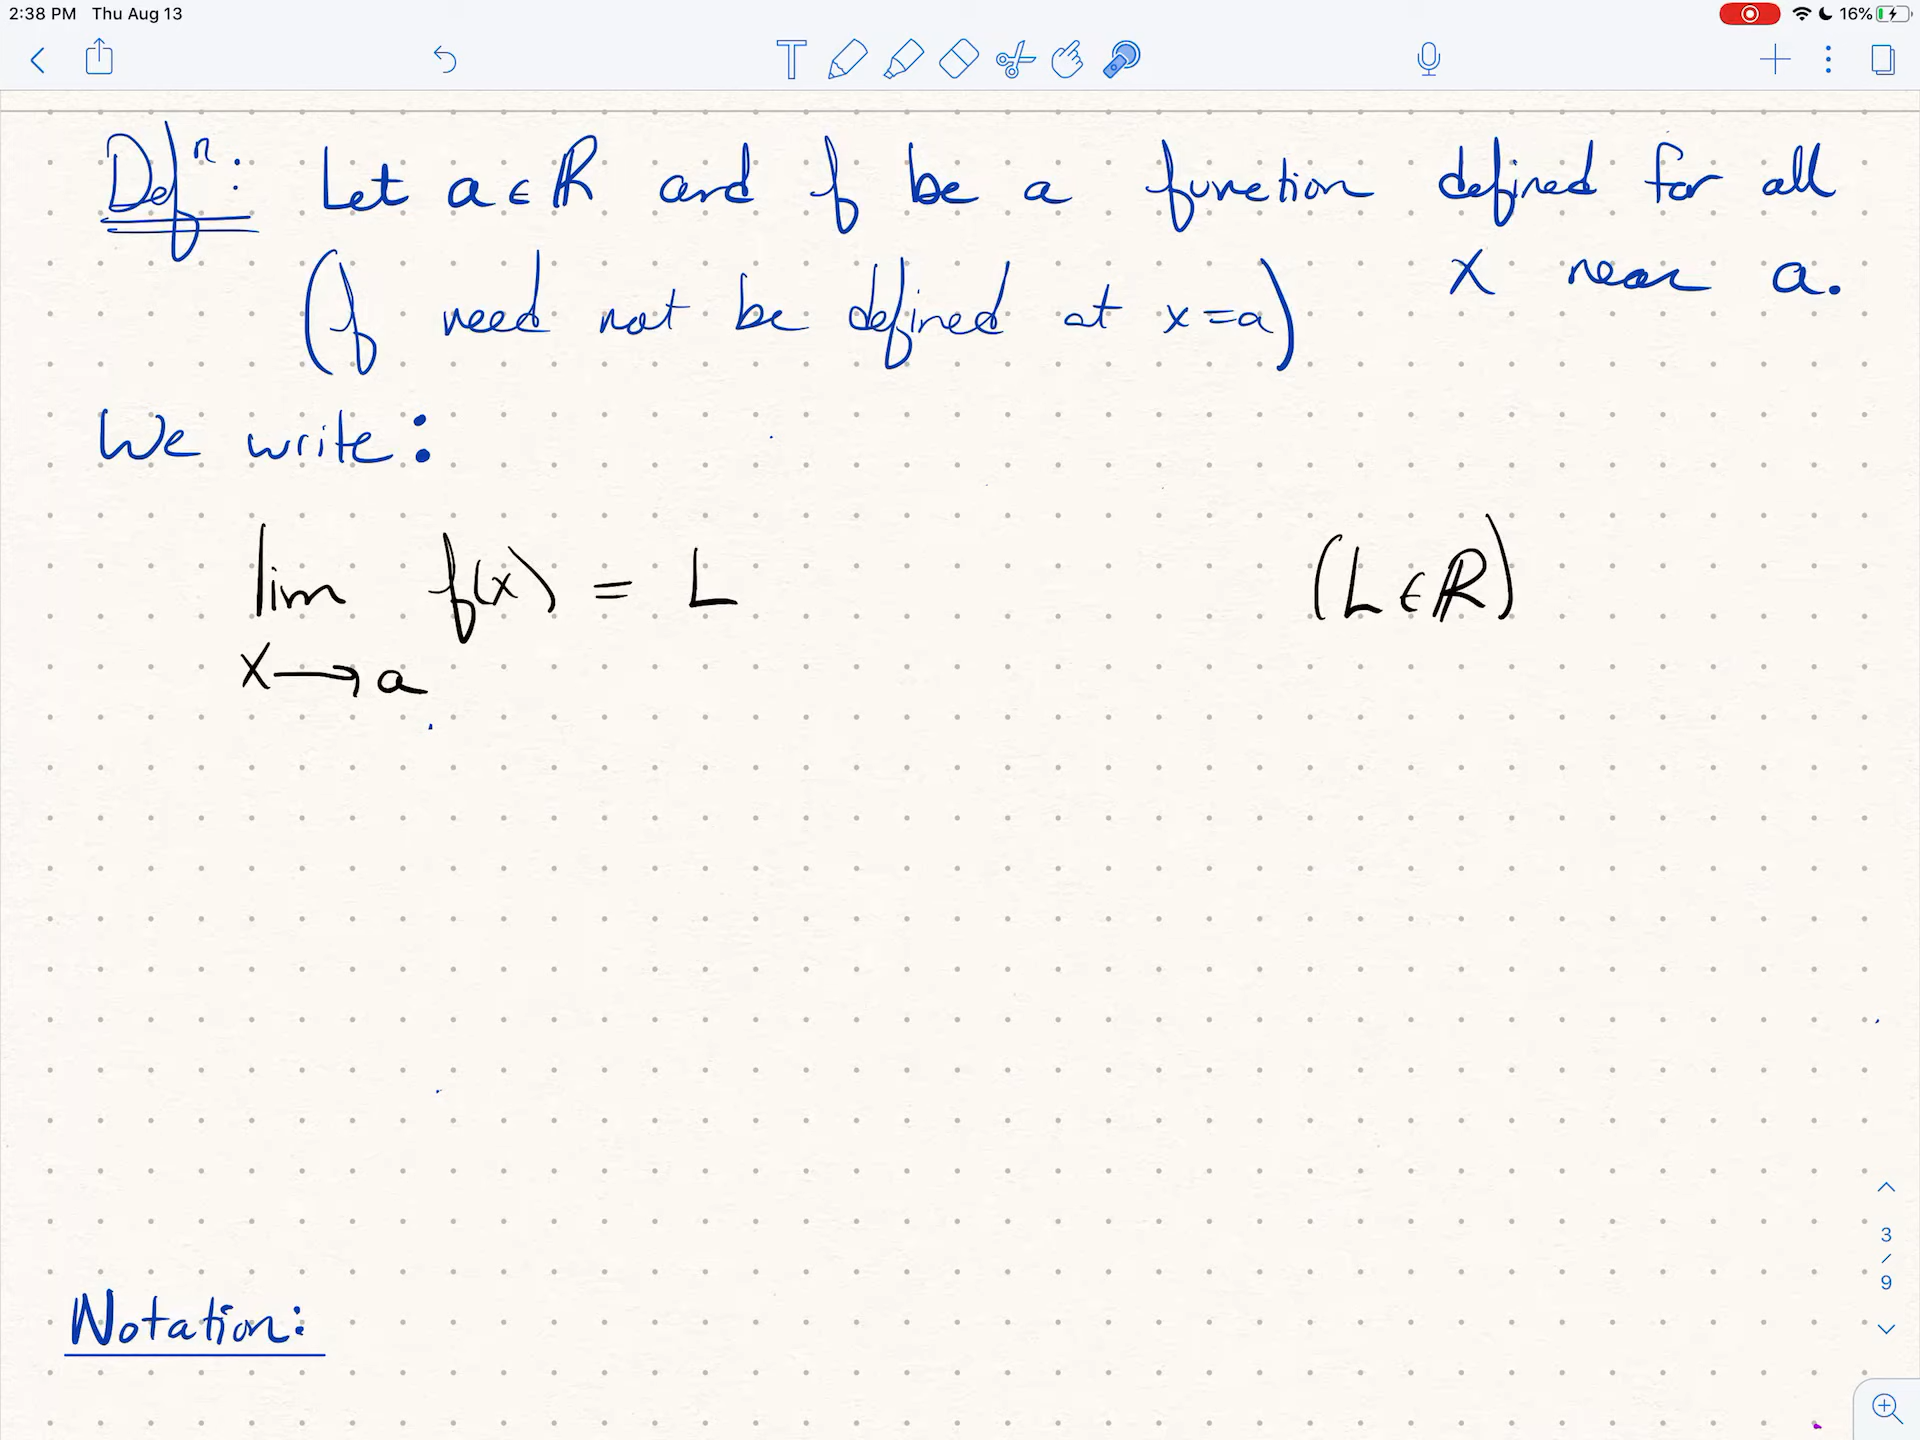 2:38 PM Thu Aug 13 16%
Defⁿ: Let a ∈ ℝ and f be a function defined for all
x near a.
(f need not be defined at x=a)
We write:
lim f(x) = L (L ∈ ℝ)
x → a
3
/
9
Notation: